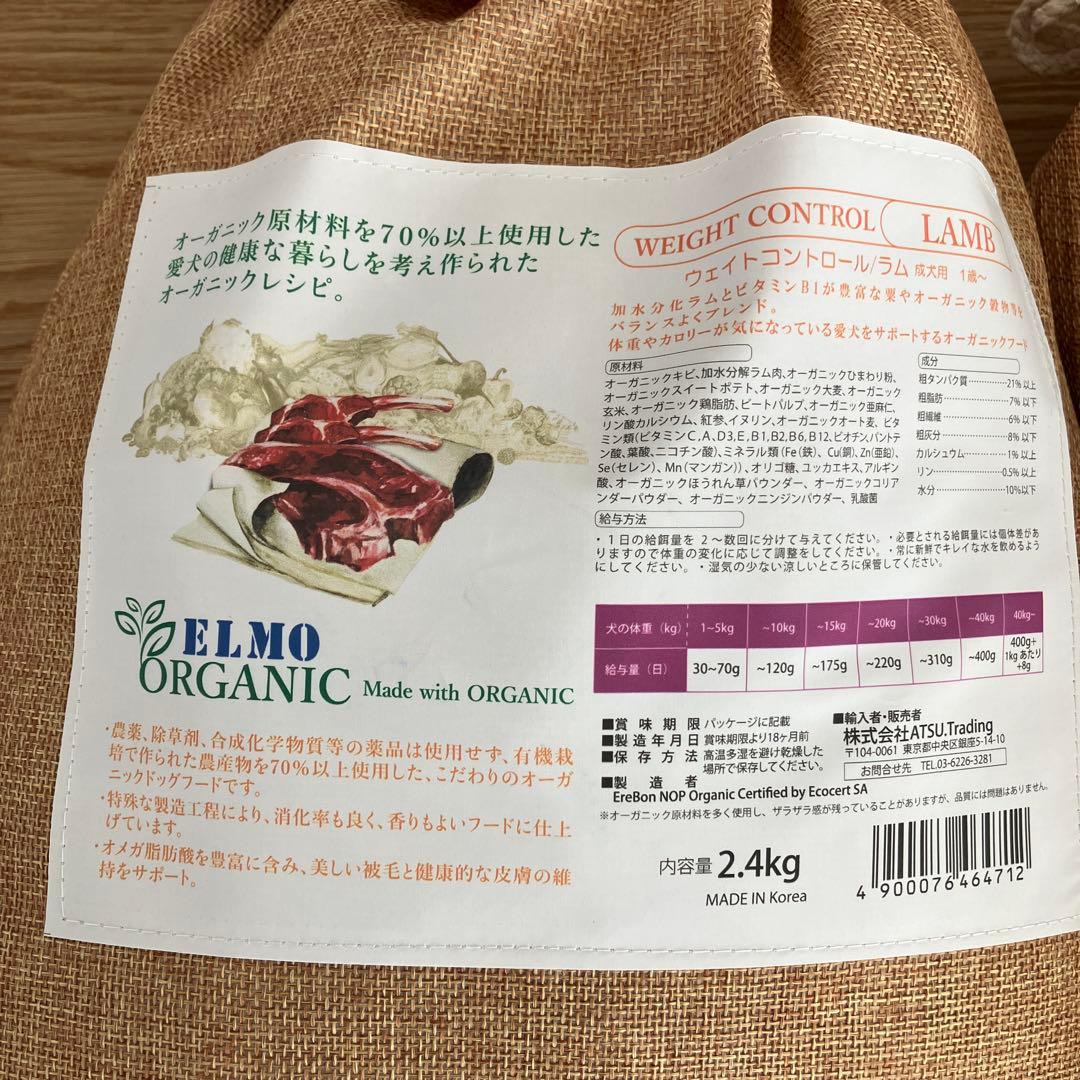 オーガニック原材料を70%以上使用した
愛犬の健康な暮らしを考え作られた
オーガニックレシピ。
ELMO
ORGANIC Made with ORGANIC
・農薬、除草剤、合成化学物質等の薬品は使用せず、有機栽
培で作られた農産物を70%以上使用した、こだわりのオーガ
ニックドッグフードです。
・特殊な製造工程により、消化率も良く、香りもよいフードに仕上
げています。
・オメガ脂肪酸を豊富に含み、美しい被毛と健康的な皮膚の維
持をサポート。
WEIGHT CONTROL LAMB
ウェイトコントロール/ラム 成犬用 1歳〜
加水分化ラムとビタミンB1が豊富な粟やオーガニック穀物等を
バランスよくブレンド。
体重やカロリーが気になっている愛犬をサポートするオーガニックフード
原材料
オーガニックキビ、加水分解ラム肉、オーガニックひまわり粉、
オーガニックスイートポテト、オーガニック大麦、オーガニック
玄米、オーガニック鶏脂肪、ビートパルプ、オーガニック亜麻仁、
リン酸カルシウム、紅参、イヌリン、オーガニックオート麦、ビタ
ミン類(ビタミンC,A,D3,E,B1,B2,B6,B12,ビオチン,パントテ
ン酸、葉酸、ニコチン酸)、ミネラル類(Fe(鉄)、Cu(銅)、Zn(亜鉛)、
Se(セレン)、Mn(マンガン))、オリゴ糖、ユッカエキス、アルギン
酸、オーガニックほうれん草パウダー、オーガニックコリア
ンダーパウダー、オーガニックニンジンパウダー、乳酸菌
成分
粗タンパク質…………21%以上
粗脂肪…………7%以下
粗繊維…………6%以下
粗灰分…………8%以下
カルシュウム…………1%以上
リン…………0.5%以上
水分…………10%以下
給与方法
・1日の給餌量を2〜数回に分けて与えてください。・必要とされる給餌量には個体差があ
りますので体重の変化に応じて調整をしてください。・常に新鮮でキレイな水を飲めるよう
にしてください。・湿気の少ない涼しいところに保管してください。
犬の体重(kg) 1~5kg ~10kg ~15kg ~20kg ~30kg ~40kg 40kg~
給与量(日) 30~70g ~120g ~175g ~220g ~310g ~400g 400g+ 1kgあたり +8g
■賞味期限 パッケージに記載
■製造年月日 賞味期限より18ヶ月前
■保存方法 高温多湿を避け乾燥した
場所で保存してください。
■製造者
EreBon NOP Organic Certified by Ecocert SA
■輸入者・販売者
株式会社ATSU.Trading
〒104-0061 東京都中央区銀座5-14-10
お問合せ先 TEL.03-6226-3281
※オーガニック原材料を多く使用し、ザラザラ感が残っていることがありますが、品質には問題はありません。
内容量 2.4kg
MADE IN Korea
4 900076 464712